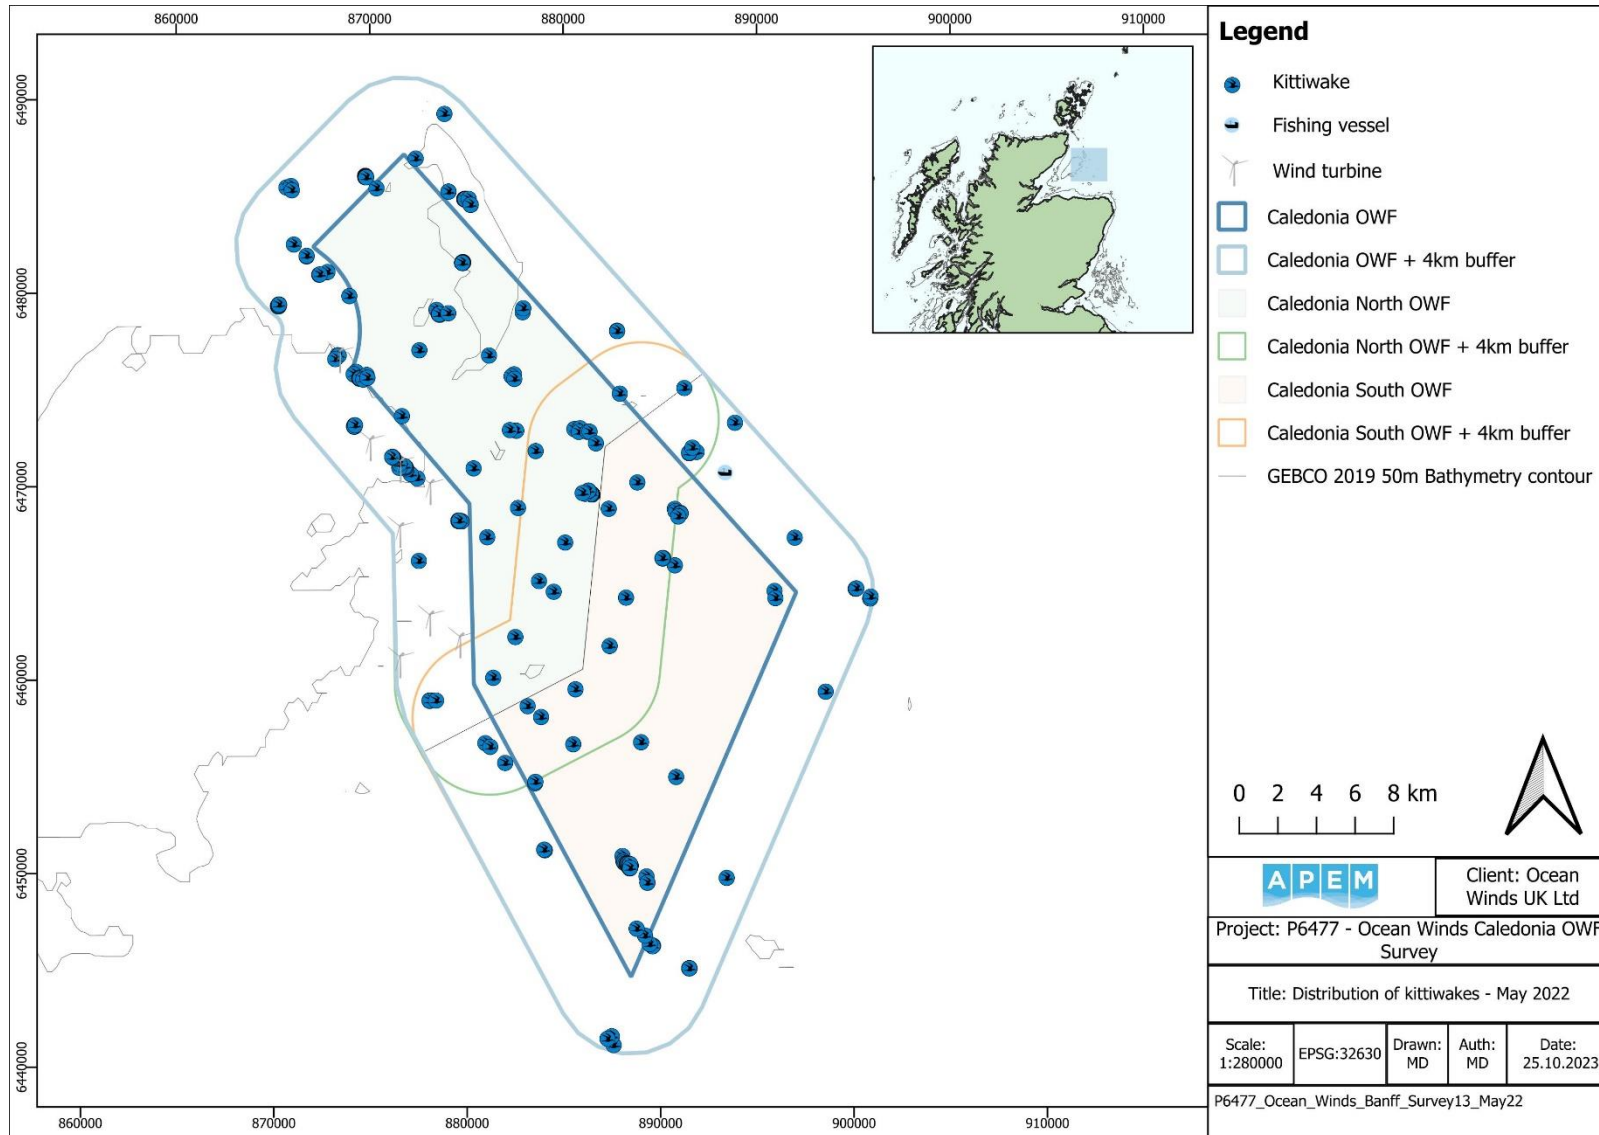 860000 870000 880000 890000 900000 910000
6490000
6480000
6470000
6460000
6450000
6440000
860000 870000 880000 890000 900000 910000
Legend
Kittiwake
Fishing vessel
Wind turbine
Caledonia OWF
Caledonia OWF + 4km buffer
Caledonia North OWF
Caledonia North OWF + 4km buffer
Caledonia South OWF
Caledonia South OWF + 4km buffer
GEBCO 2019 50m Bathymetry contour
0 2 4 6 8 km
APEM
Client: Ocean
Winds UK Ltd
Project: P6477 - Ocean Winds Caledonia OWF
Survey
Title: Distribution of kittiwakes - May 2022
Scale:
1:280000
EPSG:32630
Drawn:
MD
Auth:
MD
Date:
25.10.2023
P6477_Ocean_Winds_Banff_Survey13_May22